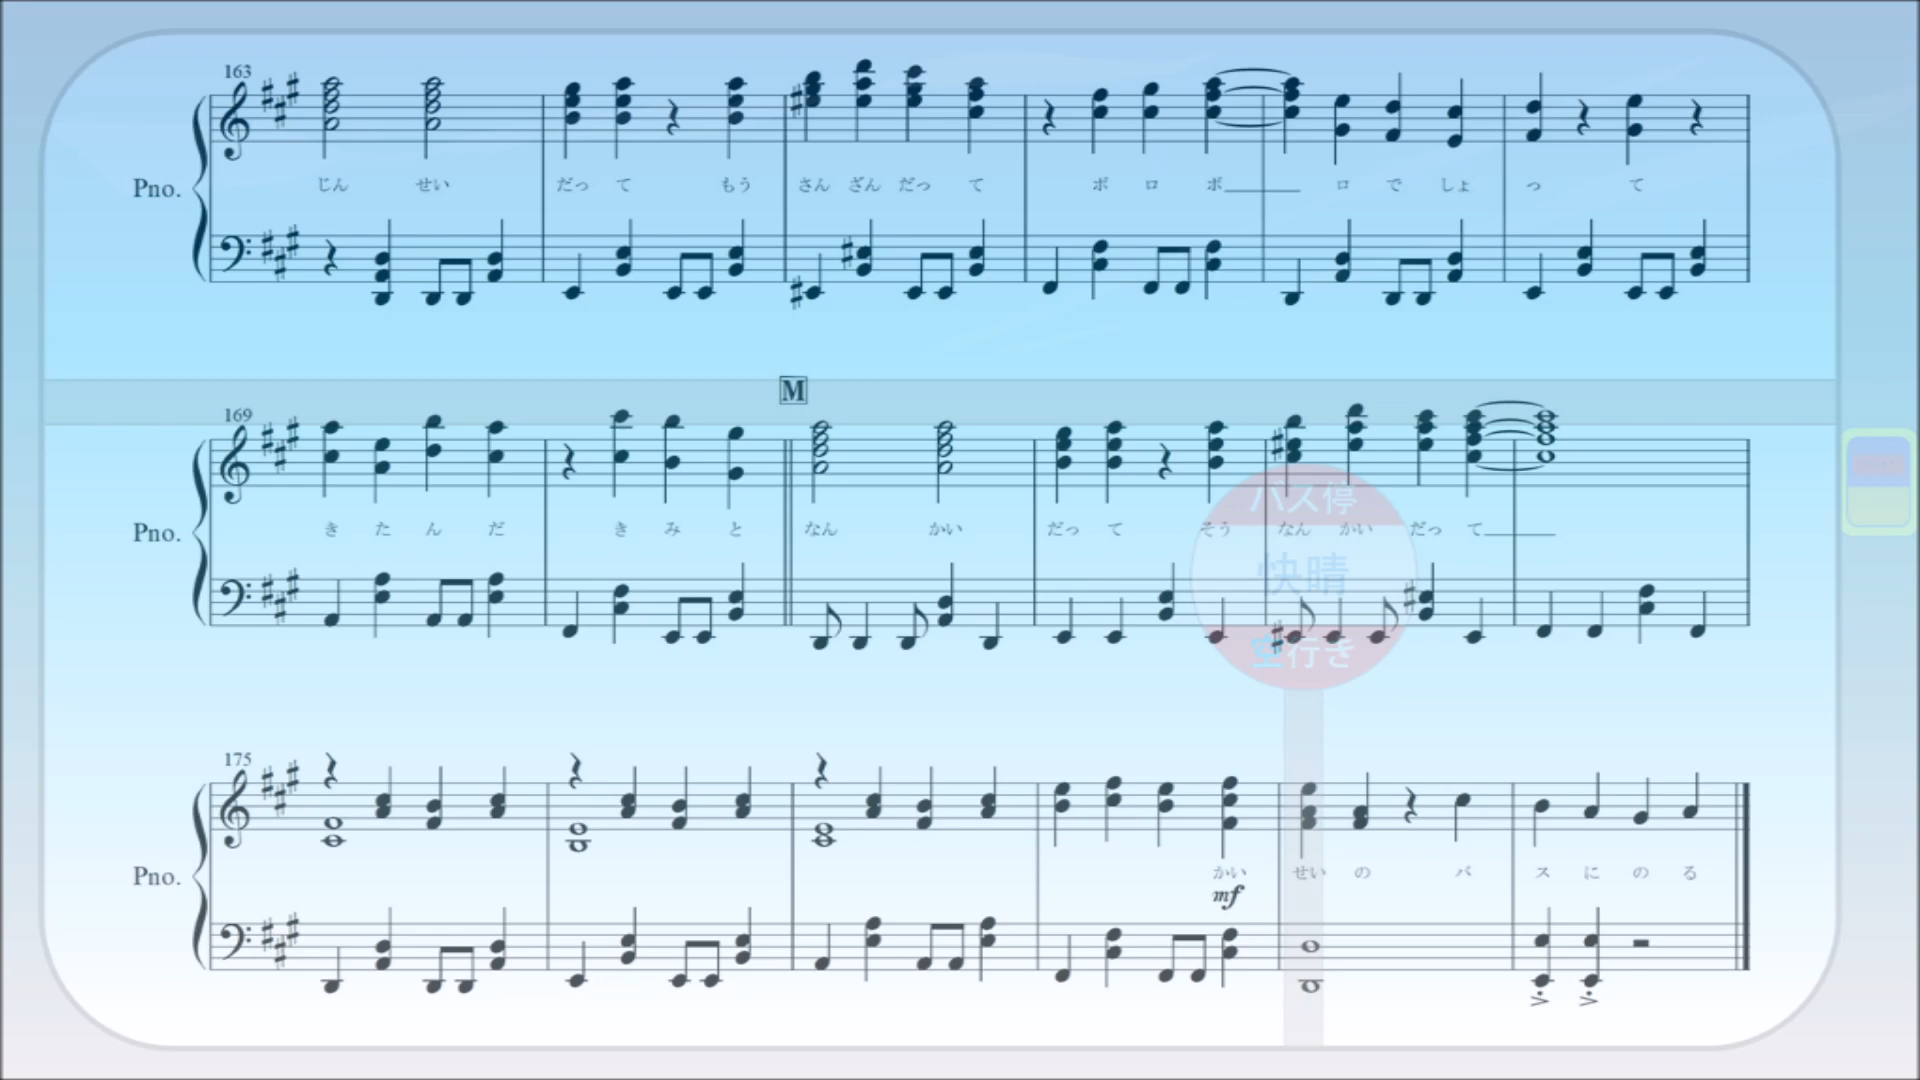 163
Pno.
じん せい だっ て もう さん ざん だっ て ボ ロ ボ ロ で しょ っ て
M
169
Pno.
き た ん だ き み と なん かい だっ て そう なん かい だっ て
バス停
快晴
空行き
175
Pno.
かい せい の バ ス に の る
mf